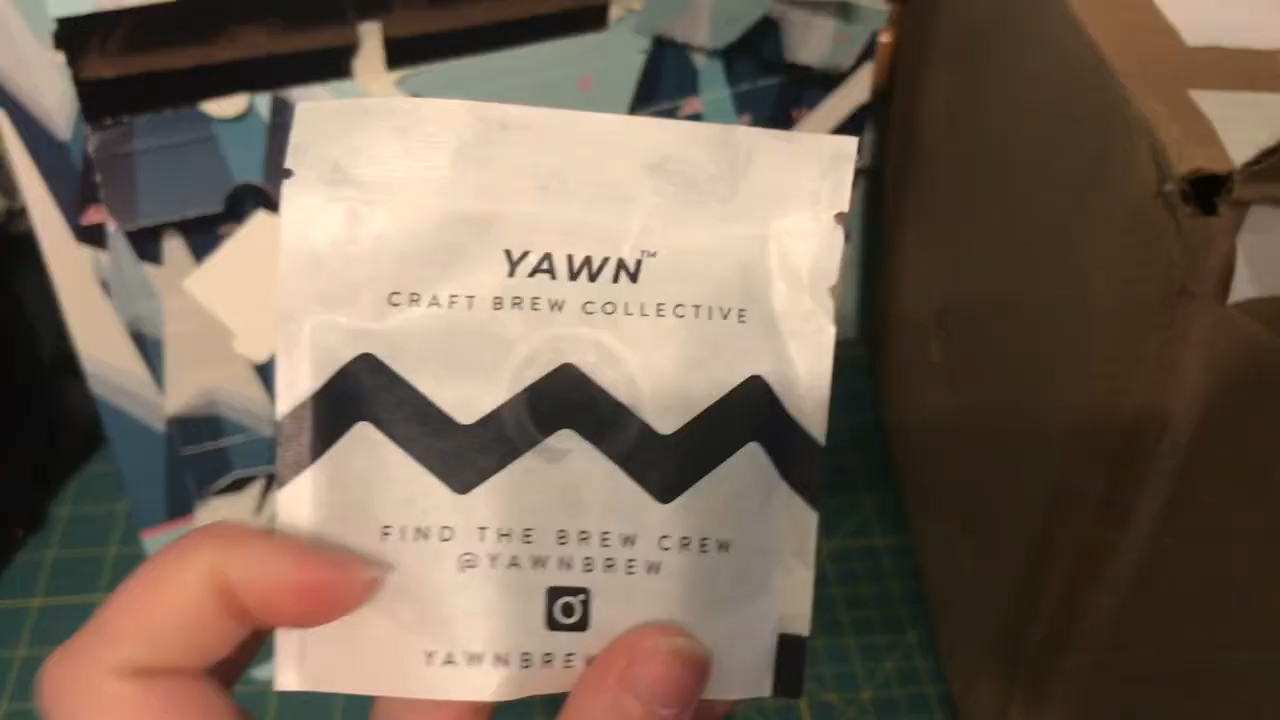 YAWN™
CRAFT BREW COLLECTIVE
FIND THE BREW CREW
@YAWNBREW